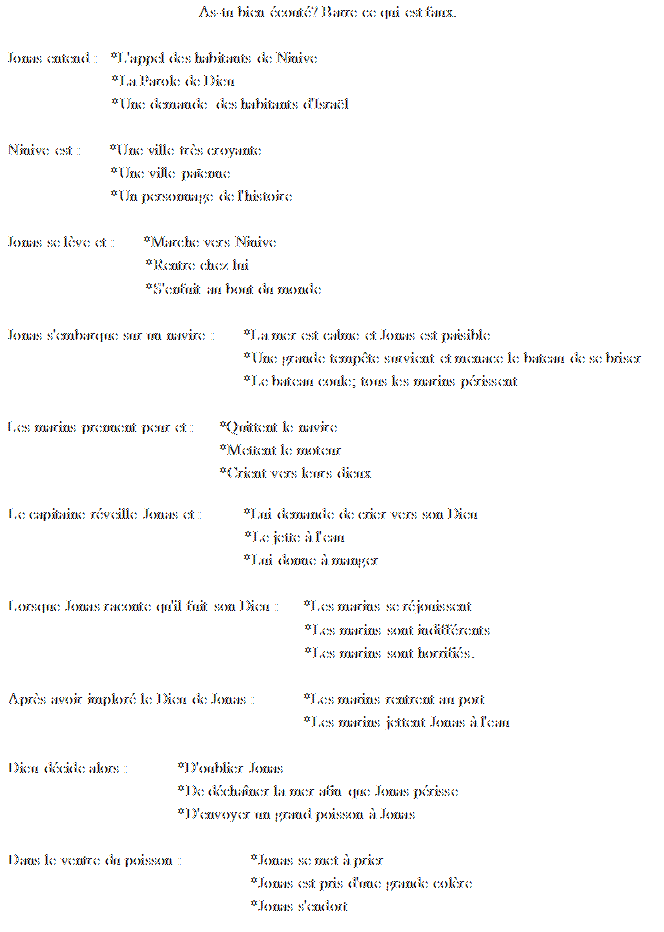 As-tu bien écouté? Barre ce qui est faux.
Jonas entend : *L'appel des habitants de Ninive
*La Parole de Dieu
*Une demande des habitants d'Israël
Ninive est : *Une ville très croyante
*Une ville païenne
*Un personnage de l'histoire
Jonas se lève et : *Marche vers Ninive
*Rentre chez lui
*S'enfuit au bout du monde
Jonas s'embarque sur un navire : *La mer est calme et Jonas est paisible
*Une grande tempête survient et menace le bateau de se briser
*Le bateau coule; tous les marins périssent
Les marins prennent peur et : *Quittent le navire
*Mettent le moteur
*Crient vers leurs dieux
Le capitaine réveille Jonas et : *Lui demande de crier vers son Dieu
*Le jette à l'eau
*Lui donne à manger
Lorsque Jonas raconte qu'il fuit son Dieu : *Les marins se réjouissent
*Les marins sont indifférents
*Les marins sont horrifiés.
Après avoir imploré le Dieu de Jonas : *Les marins rentrent au port
*Les marins jettent Jonas à l'eau
Dieu décide alors : *D'oublier Jonas
*De déchaîner la mer afin que Jonas périsse
*D'envoyer un grand poisson à Jonas
Dans le ventre du poisson : *Jonas se met à prier
*Jonas est pris d'une grande colère
*Jonas s'endort